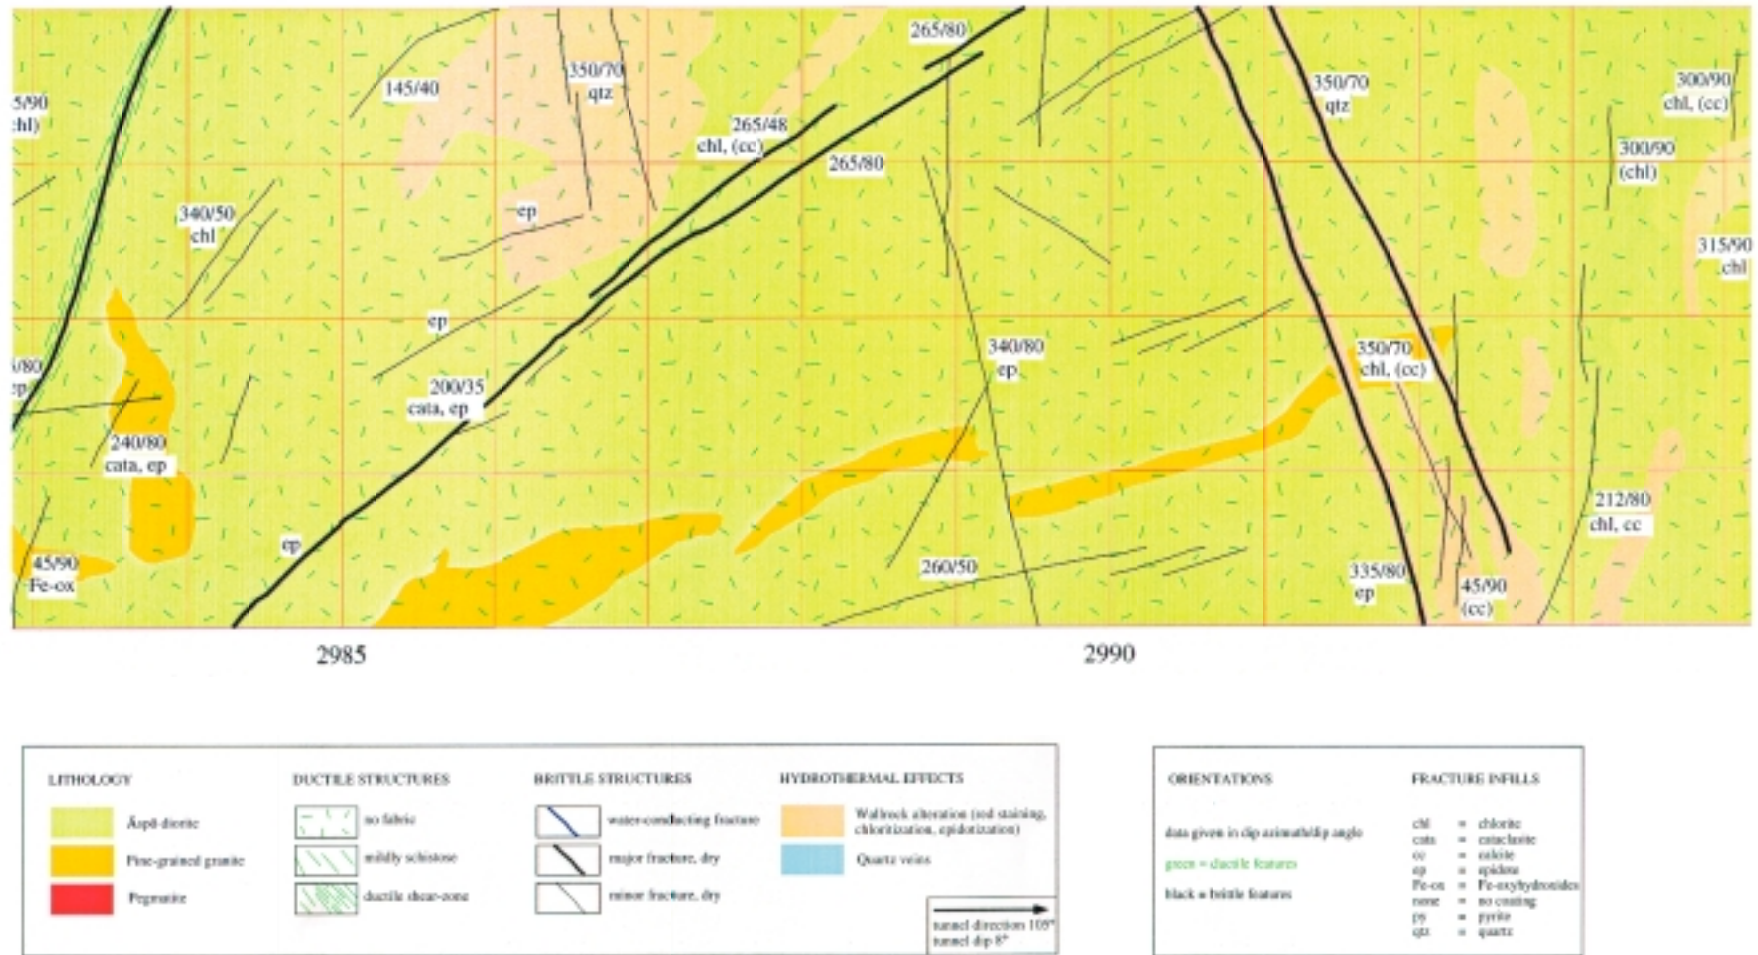 265/80
5/90
chl)
145/40
350/70
qtz
350/70
qtz
300/90
chl, (cc)
265/48
chl, (cc)
265/80
300/90
(chl)
340/50
chl
ep
315/90
chl
ep
/80
ep
340/80
ep
350/70
chl, (cc)
200/35
cata, ep
240/80
cata, ep
212/80
chl, cc
ep
45/90
Fe-ox
260/50
335/80
ep
45/90
(cc)
2985
2990
LITHOLOGY
Äspö diorite
Fine-grained granite
Pegmatite
DUCTILE STRUCTURES
no fabric
mildly schistose
ductile shear-zone
BRITTLE STRUCTURES
water-conducting fracture
major fracture, dry
minor fracture, dry
HYDROTHERMAL EFFECTS
Wallrock alteration (red staining,
chloritization, epidotization)
Quartz veins
tunnel direction 105°
tunnel dip 8°
ORIENTATIONS
data given in dip azimuth/dip angle
green = ductile features
black = brittle features
FRACTURE INFILLS
chl = chlorite
cata = cataclasite
cc = calcite
ep = epidote
Fe-ox = Fe-oxyhydroxides
none = no coating
py = pyrite
qtz = quartz